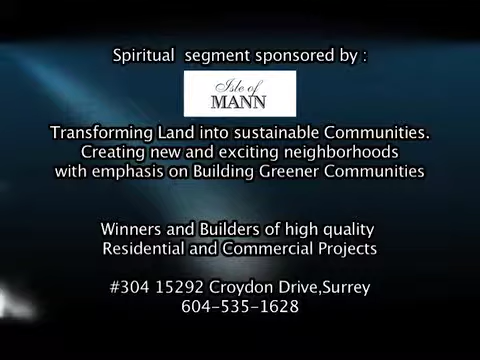 Spiritual segment sponsored by :
Isle of
MANN
Transforming Land into sustainable Communities.
Creating new and exciting neighborhoods
with emphasis on Building Greener Communities
Winners and Builders of high quality
Residential and Commercial Projects
#304 15292 Croydon Drive,Surrey
604-535-1628